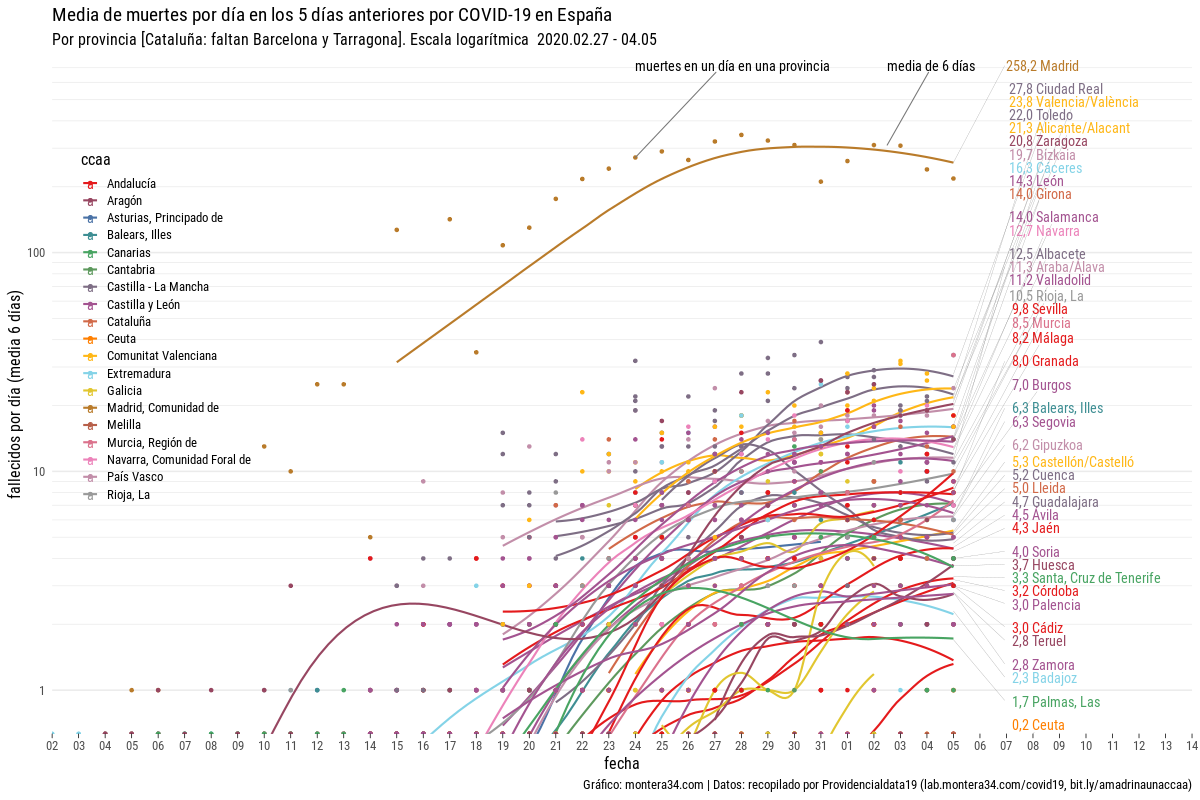 Media de muertes por día en los 5 días anteriores por COVID-19 en España
Por provincia [Cataluña: faltan Barcelona y Tarragona]. Escala logarítmica 2020.02.27 - 04.05
muertes en un día en una provincia
media de 6 días
258,2 Madrid
27,8 Ciudad Real
23,8 Valencia/València
22,0 Toledo
21,3 Alicante/Alacant
20,8 Zaragoza
19,7 Bizkaia
16,3 Cáceres
14,3 León
14,0 Girona
14,0 Salamanca
12,7 Navarra
12,5 Albacete
11,3 Araba/Álava
11,2 Valladolid
10,5 Rioja, La
9,8 Sevilla
8,5 Murcia
8,2 Málaga
8,0 Granada
7,0 Burgos
6,3 Balears, Illes
6,3 Segovia
6,2 Gipuzkoa
5,3 Castellón/Castelló
5,2 Cuenca
5,0 Lleida
4,7 Guadalajara
4,5 Ávila
4,3 Jaén
4,0 Soria
3,7 Huesca
3,3 Santa, Cruz de Tenerife
3,2 Córdoba
3,0 Palencia
3,0 Cádiz
2,8 Teruel
2,8 Zamora
2,3 Badajoz
1,7 Palmas, Las
0,2 Ceuta
ccaa
Andalucía
Aragón
Asturias, Principado de
Balears, Illes
Canarias
Cantabria
Castilla - La Mancha
Castilla y León
Cataluña
Ceuta
Comunitat Valenciana
Extremadura
Galicia
Madrid, Comunidad de
Melilla
Murcia, Región de
Navarra, Comunidad Foral de
País Vasco
Rioja, La
fallecidos por día (media 6 días)
100
10
1
02 03 04 05 06 07 08 09 10 11 12 13 14 15 16 17 18 19 20 21 22 23 24 25 26 27 28 29 30 31 01 02 03 04 05 06 07 08 09 10 11 12 13 14
fecha
Gráfico: montera34.com | Datos: recopilado por Providencialdata19 (lab.montera34.com/covid19, bit.ly/amadrinaunaccaa)